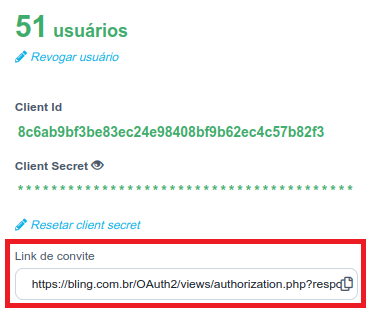 51 usuários
Revogar usuário
Client Id
8c6ab9bf3be83ec24e98408bf9b62ec4c57b82f3
Client Secret
****************************************
Resetar client secret
Link de convite
https://bling.com.br/OAuth2/views/authorization.php?respo